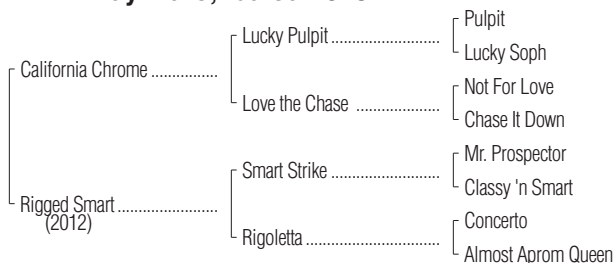 Pulpit
Lucky Pulpit
Lucky Soph
California Chrome
Not For Love
Love the Chase
Chase It Down
Mr. Prospector
Smart Strike
Classy 'n Smart
Rigged Smart
(2012)
Concerto
Rigoletta
Almost Aprom Queen